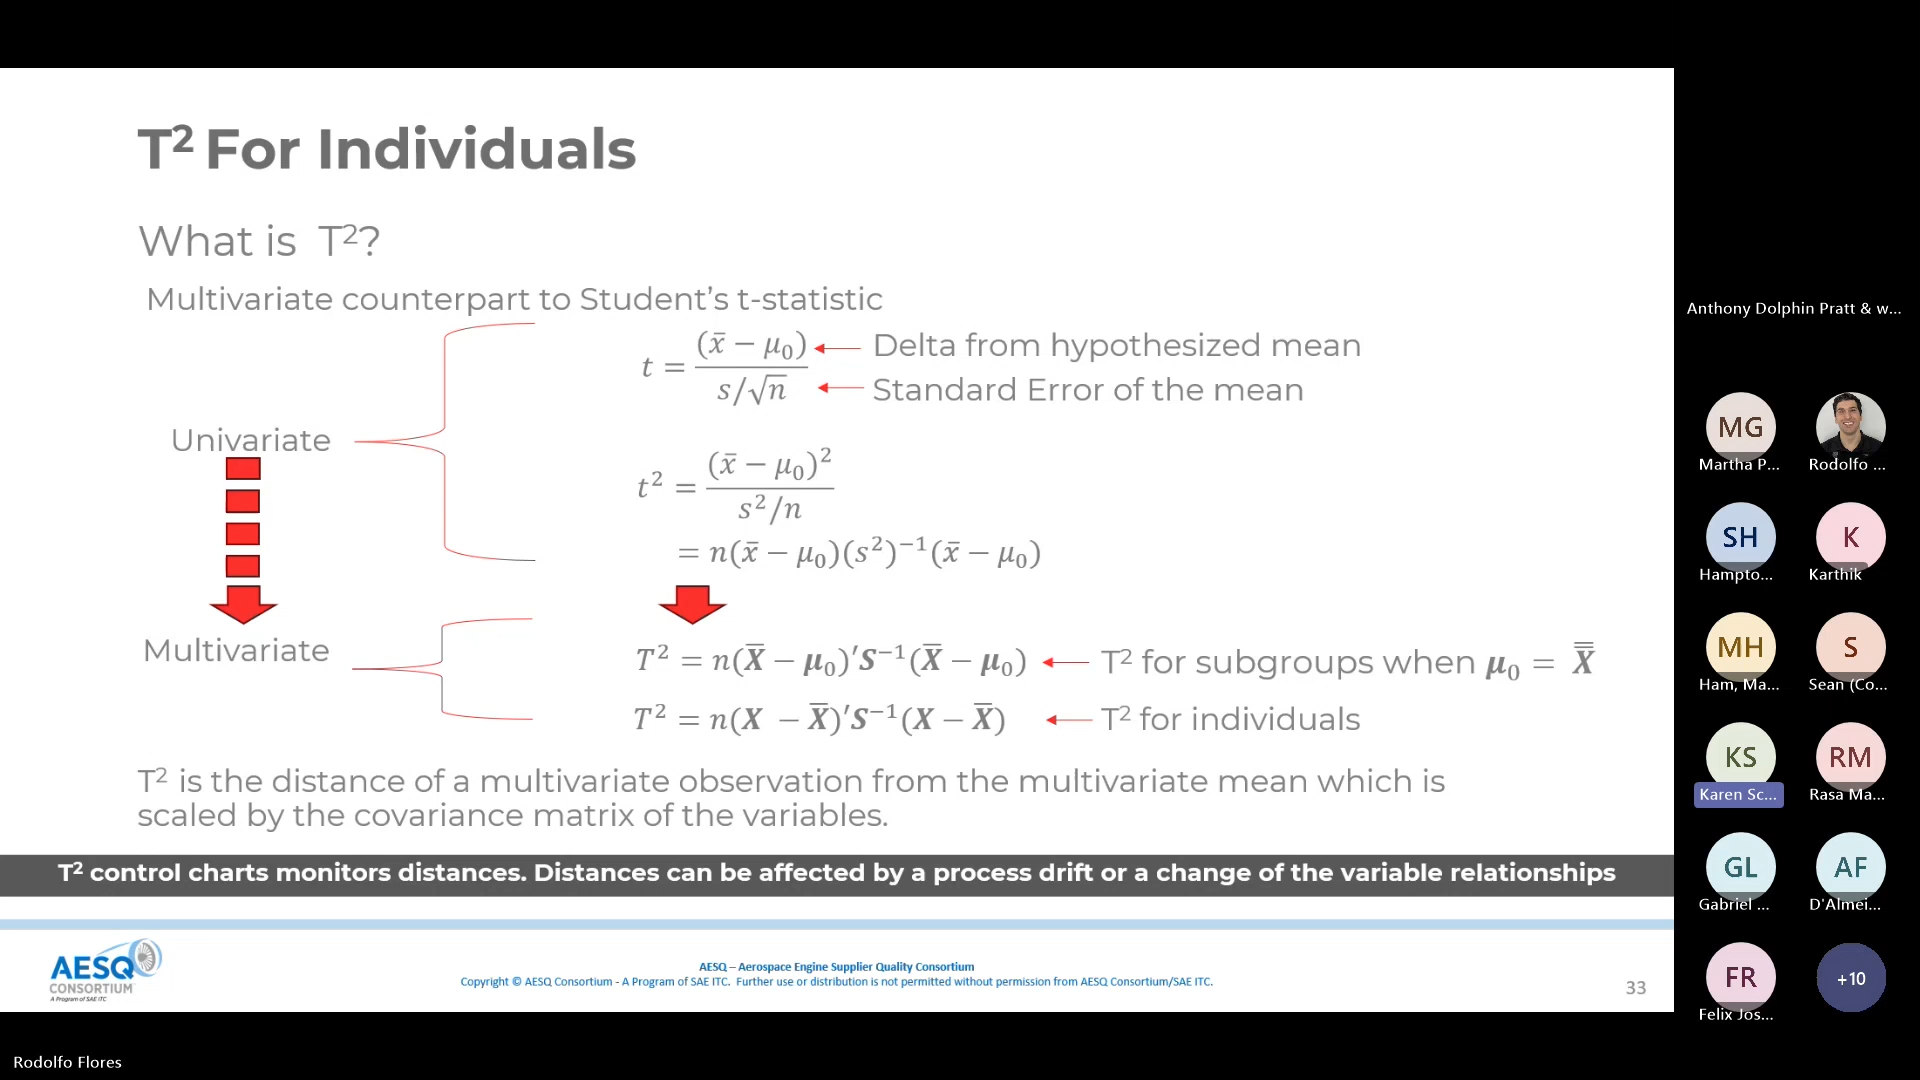 T² For Individuals
What is T²?
Multivariate counterpart to Student's t-statistic
t = (x̄ − μ₀) / (s/√n)
Delta from hypothesized mean
Standard Error of the mean
Univariate
t² = (x̄ − μ₀)² / (s²/n)
= n(x̄ − μ₀)(s²)⁻¹(x̄ − μ₀)
Multivariate
T² = n(X̄ − μ₀)′S⁻¹(X̄ − μ₀)
T² for subgroups when μ₀ = X̿
T² = n(X − X̄)′S⁻¹(X − X̄)
T² for individuals
T² is the distance of a multivariate observation from the multivariate mean which is
scaled by the covariance matrix of the variables.
T² control charts monitors distances. Distances can be affected by a process drift or a change of the variable relationships
AESQ
CONSORTIUM
A Program of SAE ITC
AESQ – Aerospace Engine Supplier Quality Consortium
Copyright © AESQ Consortium - A Program of SAE ITC. Further use or distribution is not permitted without permission from AESQ Consortium/SAE ITC.
33
Rodolfo Flores
Anthony Dolphin Pratt & w...
MG
Martha P...
Rodolfo ...
SH
Hampto...
K
Karthik
MH
Ham, Ma...
S
Sean (Co...
KS
Karen Sc...
RM
Rasa Ma...
GL
Gabriel ...
AF
D'Almei...
FR
Felix Jos...
+10